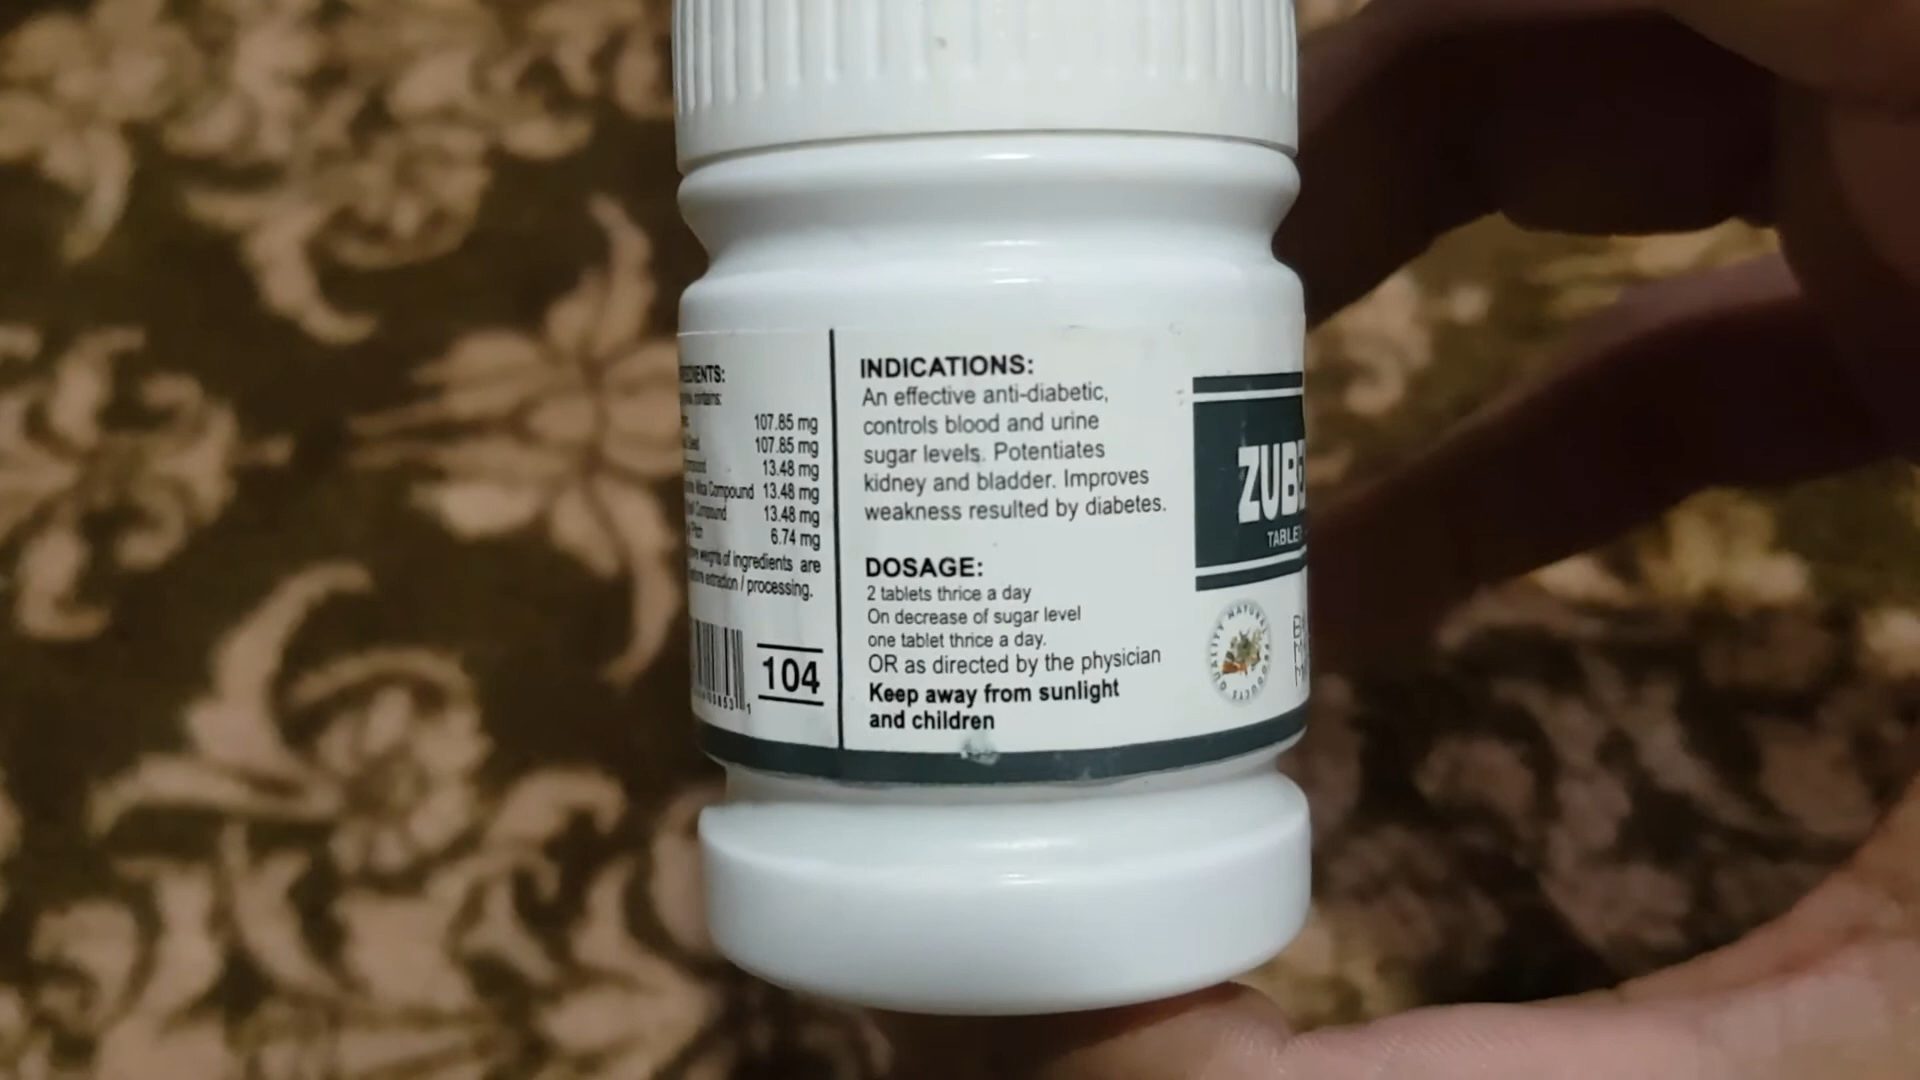 107.85 mg
107.85 mg
13.48 mg
Compound 13.48 mg
Compound 13.48 mg
6.74 mg
of ingredients are
extraction / processing.
104
INDICATIONS:
An effective anti-diabetic,
controls blood and urine
sugar levels. Potentiates
kidney and bladder. Improves
weakness resulted by diabetes.
DOSAGE:
2 tablets thrice a day
On decrease of sugar level
one tablet thrice a day.
OR as directed by the physician
Keep away from sunlight
and children
QUALITY NATURAL PRODUCTS